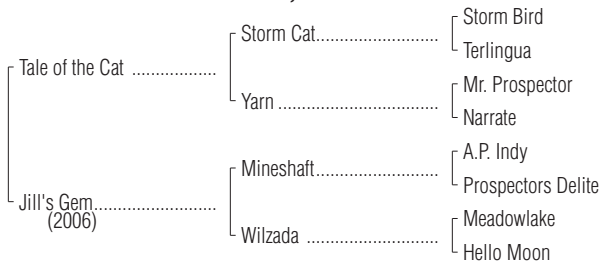 Storm Bird
Storm Cat..............................
Terlingua
Tale of the Cat ..................
Mr. Prospector
Yarn .......................................
Narrate
A.P. Indy
Mineshaft..............................
Prospectors Delite
Jill's Gem..........................
(2006)
Meadowlake
Wilzada ................................
Hello Moon